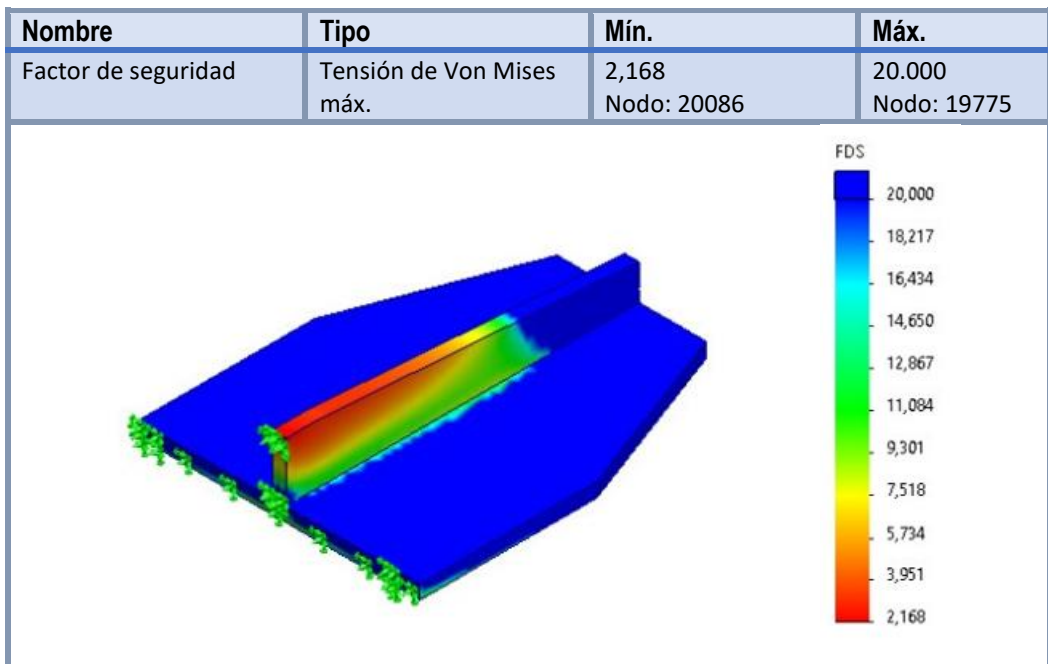 Nombre Tipo Mín. Máx.
Factor de seguridad Tensión de Von Mises 2,168 20.000
máx. Nodo: 20086 Nodo: 19775
FDS
20,000
18,217
16,434
14,650
12,867
11,084
9,301
7,518
5,734
3,951
2,168